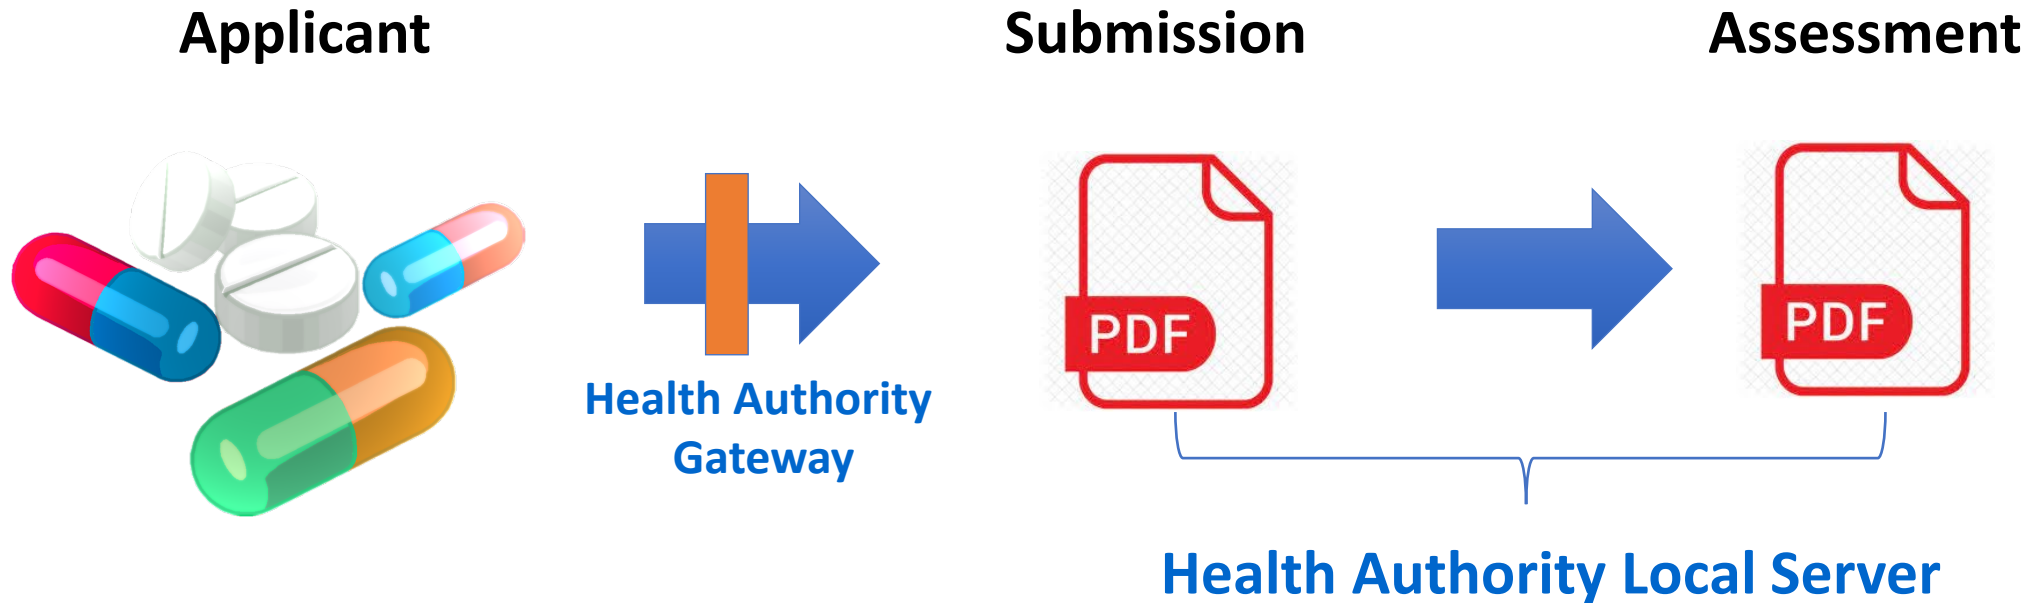 Applicant
Submission
Assessment
PDF
PDF
Health Authority
Gateway
Health Authority Local Server